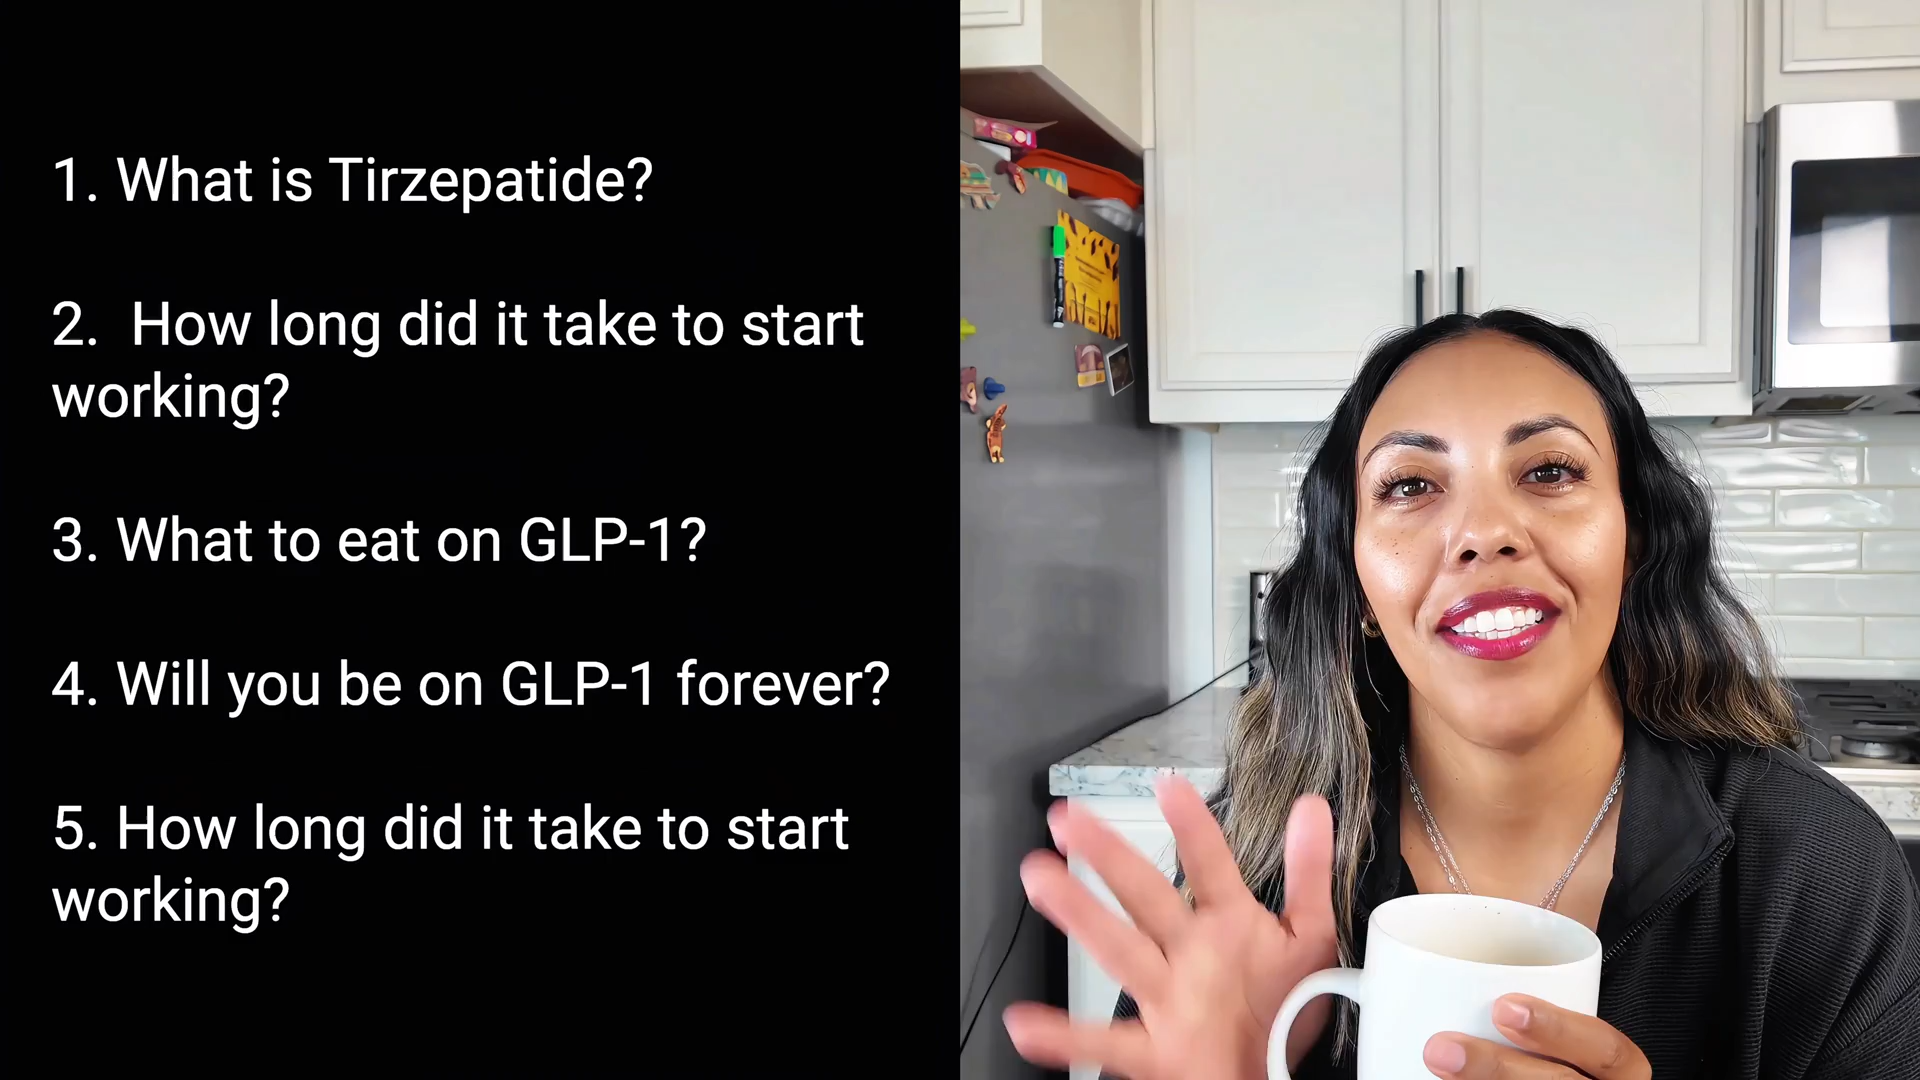 1. What is Tirzepatide?
2.  How long did it take to start
working?
3. What to eat on GLP-1?
4. Will you be on GLP-1 forever?
5. How long did it take to start
working?